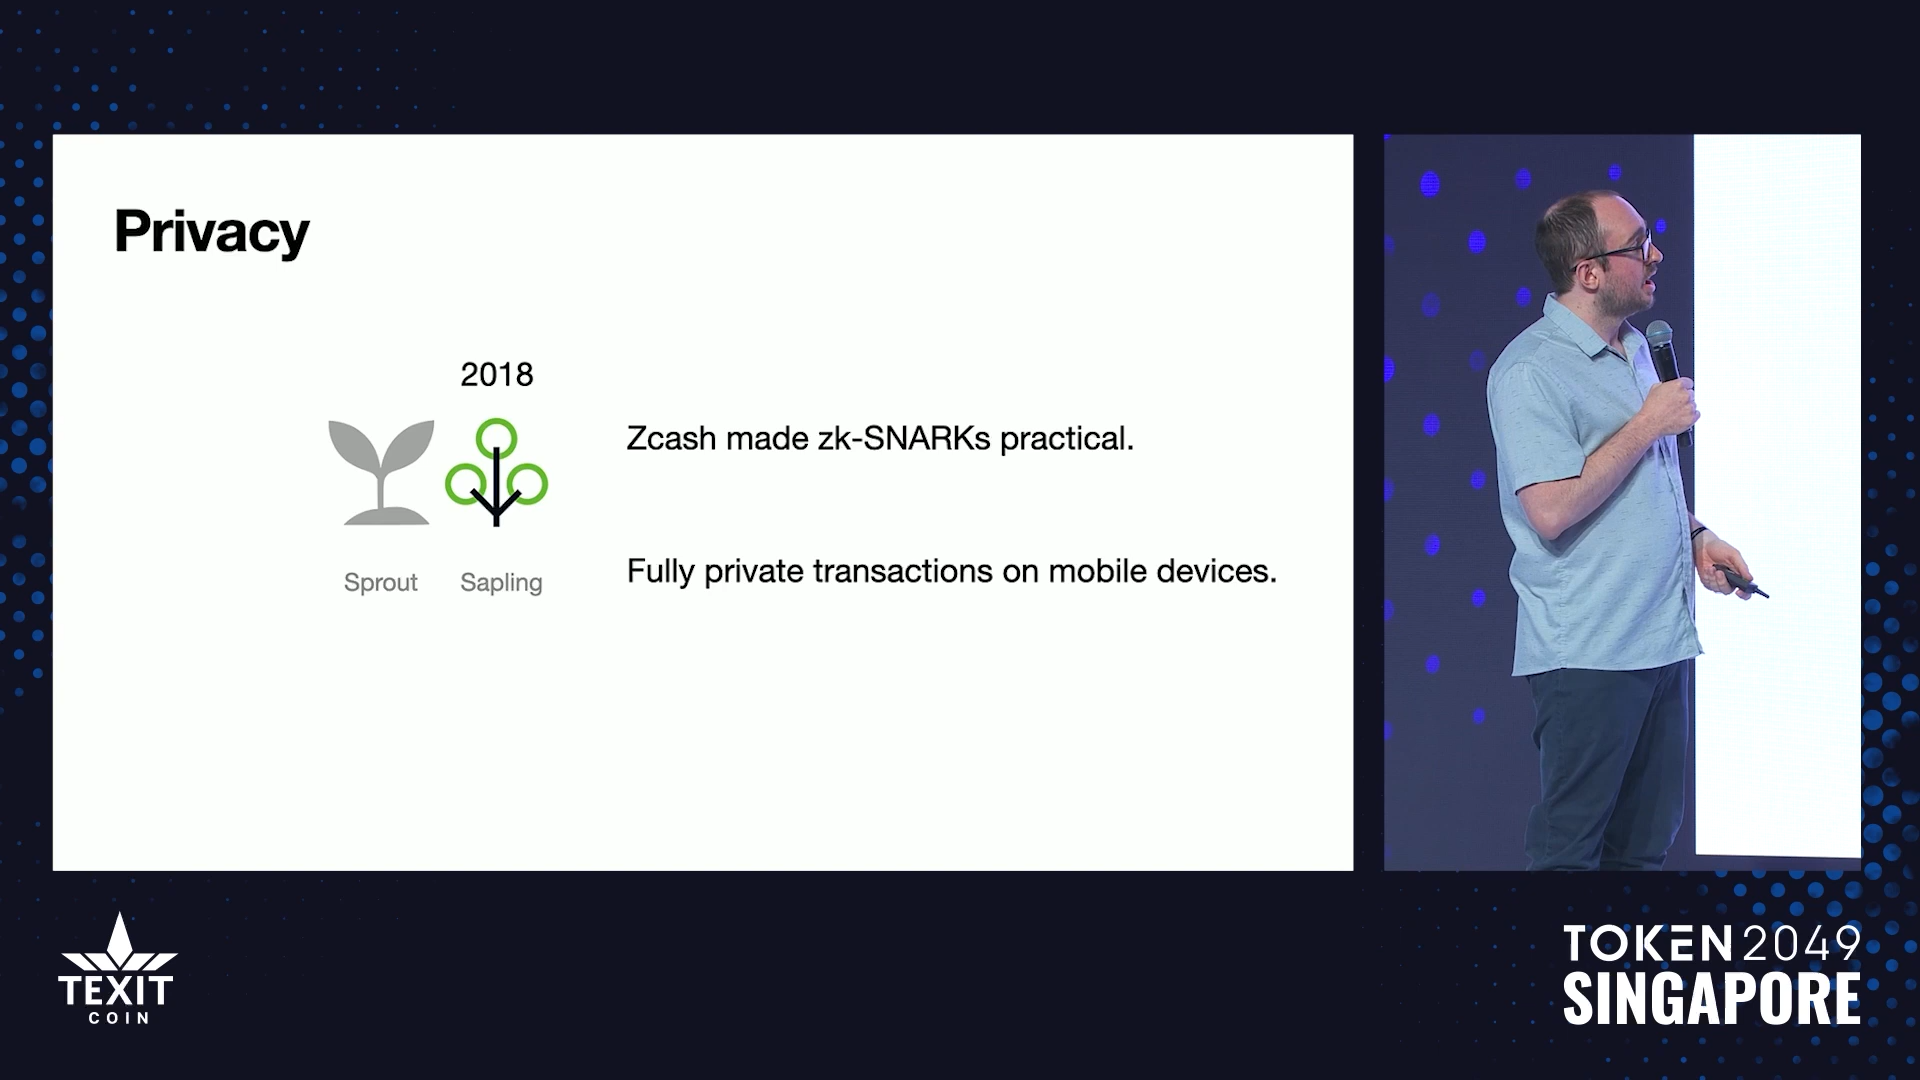 Privacy
2018
Zcash made zk-SNARKs practical.
Fully private transactions on mobile devices.
Sprout
Sapling
TEXIT
COIN
TOKEN2049
SINGAPORE